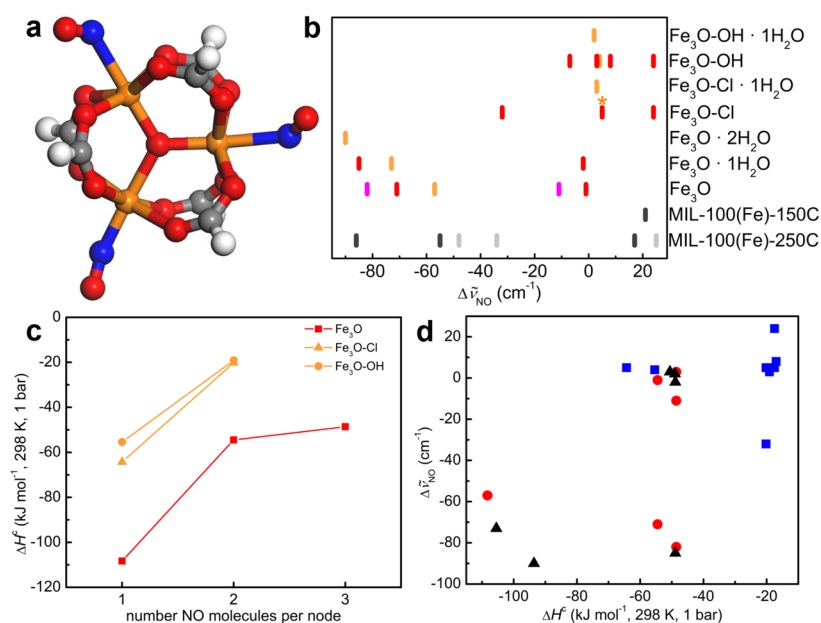 a
b
Fe₃O-OH · 1H₂O
Fe₃O-OH
Fe₃O-Cl · 1H₂O
*
Fe₃O-Cl
Fe₃O · 2H₂O
Fe₃O · 1H₂O
Fe₃O
MIL-100(Fe)-150C
MIL-100(Fe)-250C
-80 -60 -40 -20 0 20
Δν̃NO (cm⁻¹)
c
0
-20
-40
-60
-80
-100
-120
ΔHᶜ (kJ mol⁻¹, 298 K, 1 bar)
Fe₃O
Fe₃O-Cl
Fe₃O-OH
1 2 3
number NO molecules per node
d
20
0
-20
-40
-60
-80
-100
Δν̃NO (cm⁻¹)
-100 -80 -60 -40 -20
ΔHᶜ (kJ mol⁻¹, 298 K, 1 bar)